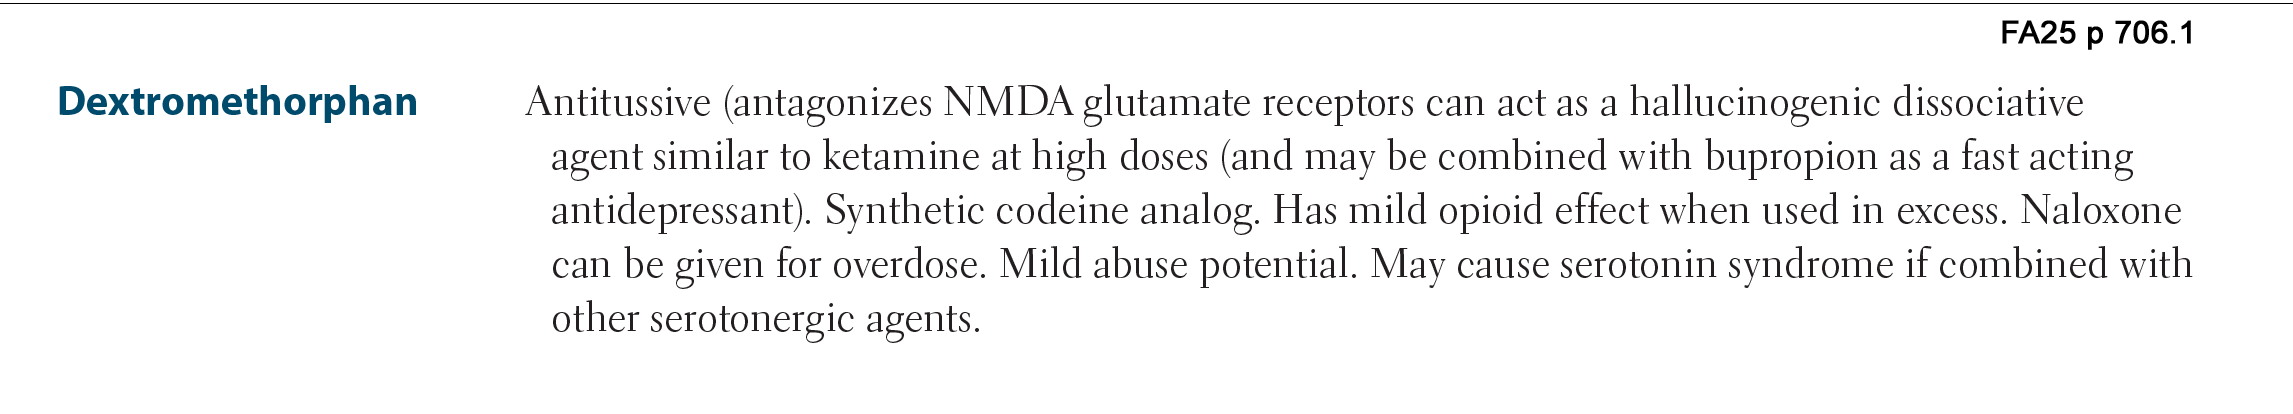 FA25 p 706.1
Dextromethorphan Antitussive (antagonizes NMDA glutamate receptors can act as a hallucinogenic dissociative
agent similar to ketamine at high doses (and may be combined with bupropion as a fast acting
antidepressant). Synthetic codeine analog. Has mild opioid effect when used in excess. Naloxone
can be given for overdose. Mild abuse potential. May cause serotonin syndrome if combined with
other serotonergic agents.